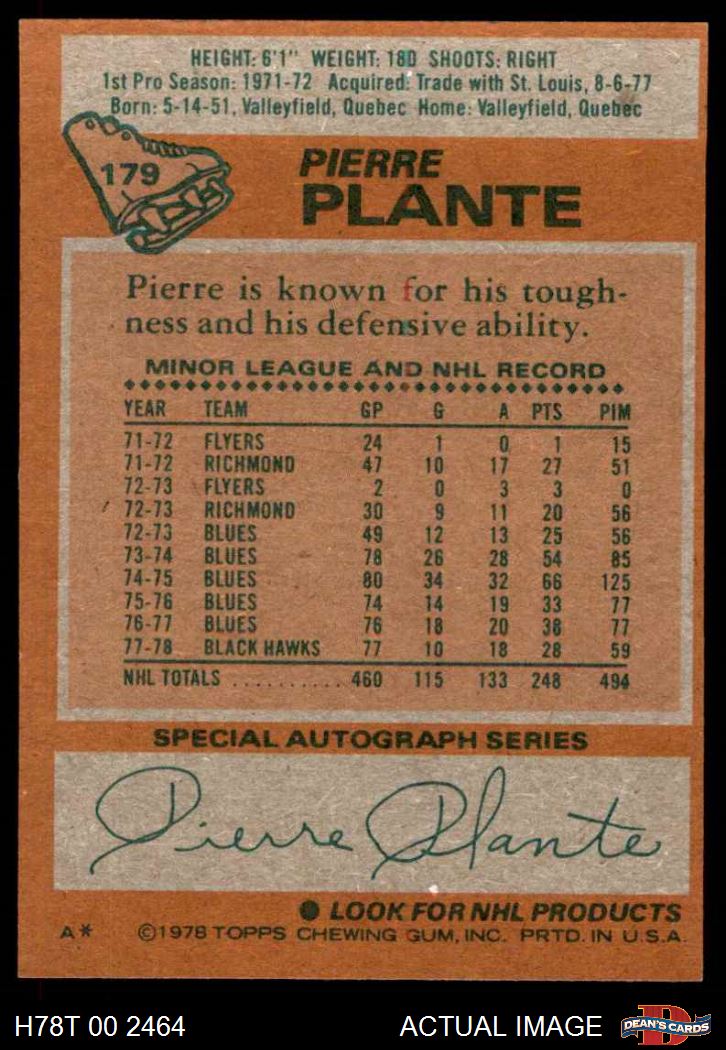 HEIGHT: 6'1" WEIGHT: 180 SHOOTS: RIGHT
1st Pro Season: 1971-72 Acquired: Trade with St. Louis, 8-6-77
Born: 5-14-51, Valleyfield, Quebec Home: Valleyfield, Quebec
179
PIERRE
PLANTE
Pierre is known for his tough-
ness and his defensive ability.
MINOR LEAGUE AND NHL RECORD
YEAR TEAM GP G A PTS PIM
71-72 FLYERS 24 1 0 1 15
71-72 RICHMOND 47 10 17 27 51
72-73 FLYERS 2 0 3 3 0
72-73 RICHMOND 30 9 11 20 56
72-73 BLUES 49 12 13 25 56
73-74 BLUES 78 26 28 54 85
74-75 BLUES 80 34 32 66 125
75-76 BLUES 74 14 19 33 77
76-77 BLUES 76 18 20 38 77
77-78 BLACK HAWKS 77 10 18 28 59
NHL TOTALS .......... 460 115 133 248 494
SPECIAL AUTOGRAPH SERIES
Pierre Plante
● LOOK FOR NHL PRODUCTS
A* ©1978 TOPPS CHEWING GUM, INC. PRTD. IN U.S.A.
H78T 00 2464 ACTUAL IMAGE D DEAN'S CARDS